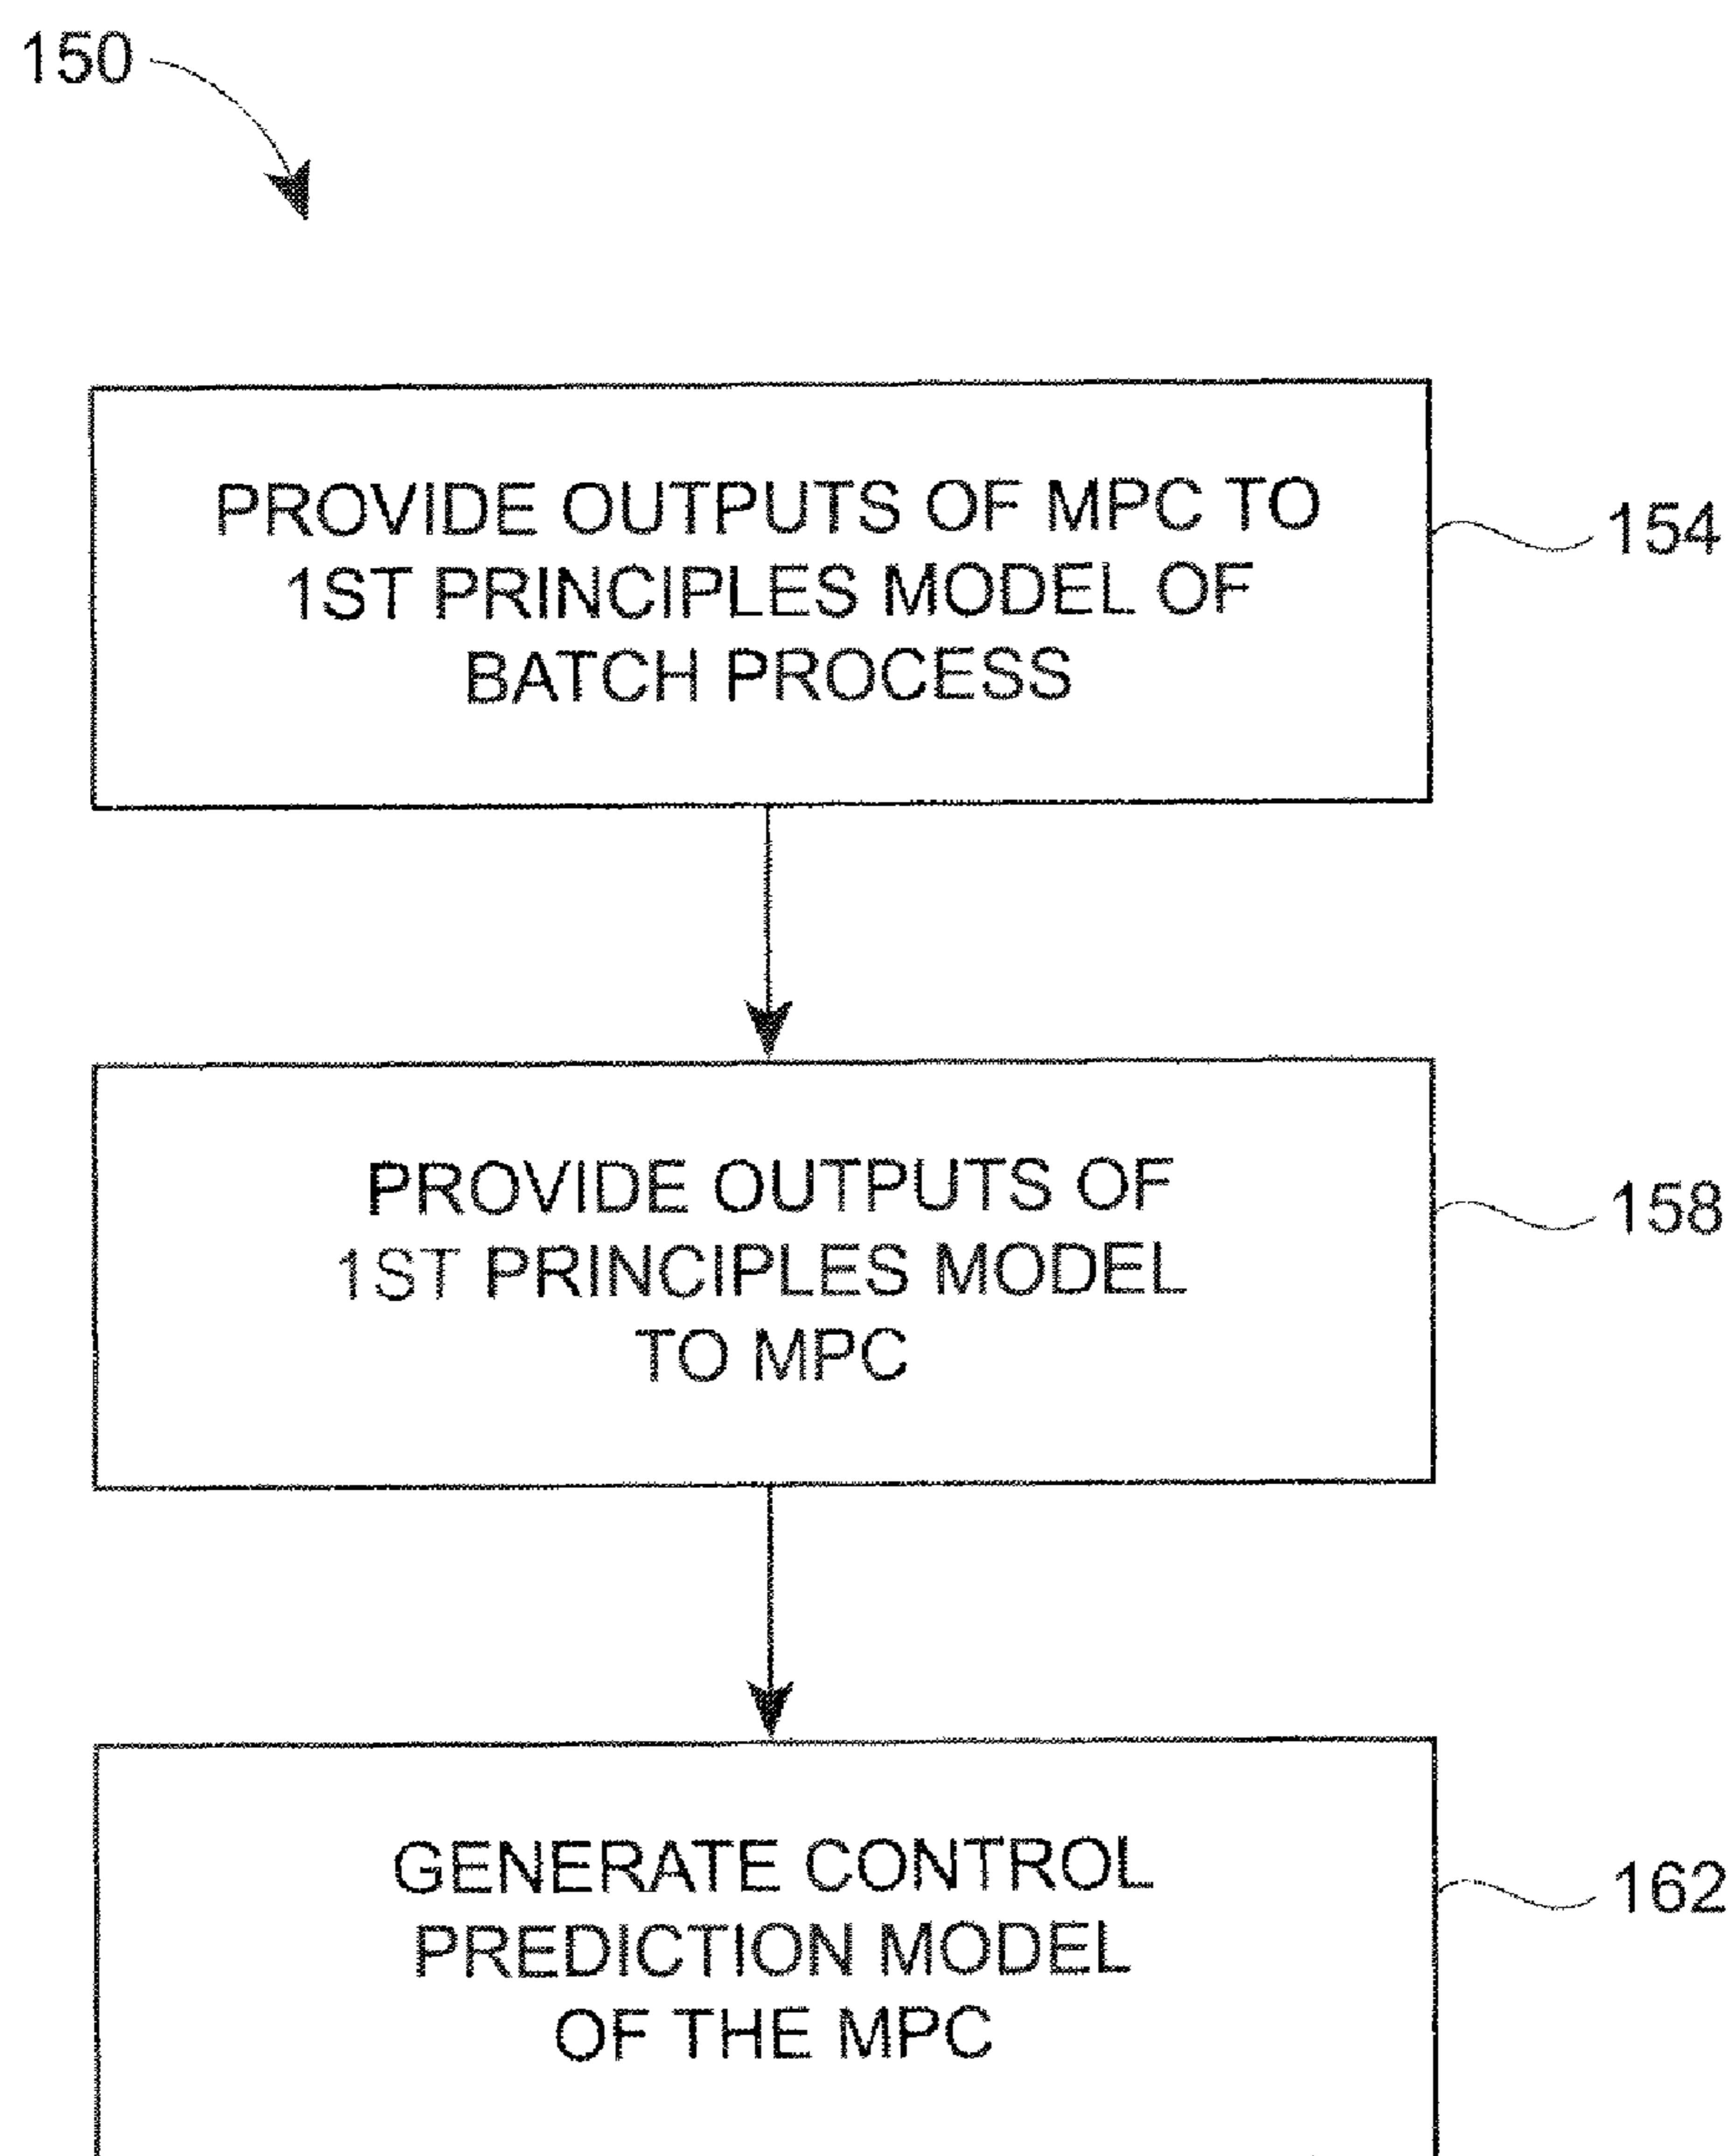 150
PROVIDE OUTPUTS OF MPC TO
1ST PRINCIPLES MODEL OF
BATCH PROCESS
154
PROVIDE OUTPUTS OF
1ST PRINCIPLES MODEL
TO MPC
158
GENERATE CONTROL
PREDICTION MODEL
OF THE MPC
162